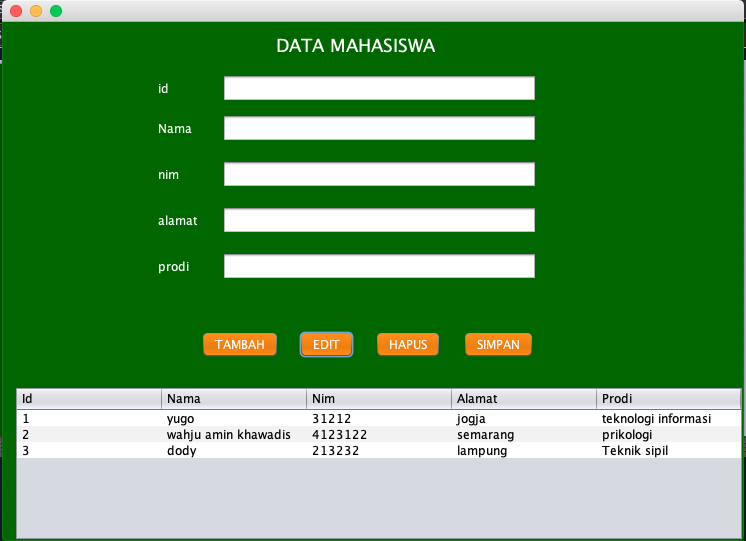 DATA MAHASISWA
id
Nama
nim
alamat
prodi
TAMBAH EDIT HAPUS SIMPAN
Id Nama Nim Alamat Prodi
1 yugo 31212 jogja teknologi informasi
2 wahju amin khawadis 4123122 semarang prikologi
3 dody 213232 lampung Teknik sipil